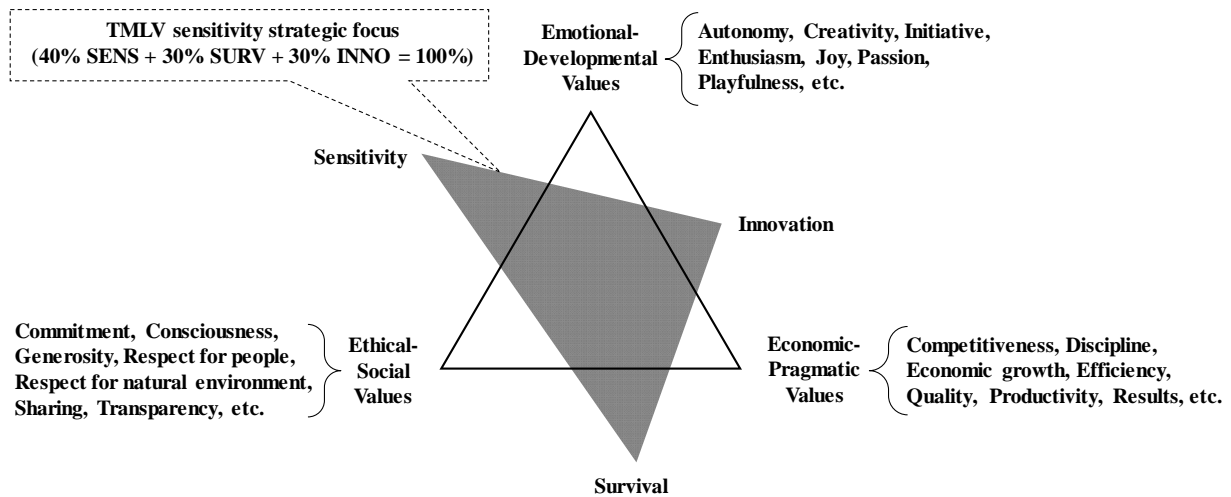 TMLV sensitivity strategic focus
(40% SENS + 30% SURV + 30% INNO = 100%)
Emotional-
Developmental
Values
Autonomy, Creativity, Initiative,
Enthusiasm, Joy, Passion,
Playfulness, etc.
Sensitivity
Innovation
Commitment, Consciousness,
Generosity, Respect for people,
Respect for natural environment,
Sharing, Transparency, etc.
Ethical-
Social
Values
Economic-
Pragmatic
Values
Competitiveness, Discipline,
Economic growth, Efficiency,
Quality, Productivity, Results, etc.
Survival